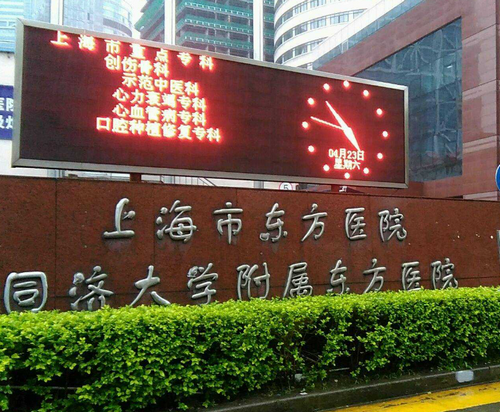 上海市重点专科
创伤骨科
示范中医科
心力衰竭专科
心血管病专科
口腔种植修复专科
04月23日
星期六
上海市东方医院
同济大学附属东方医院